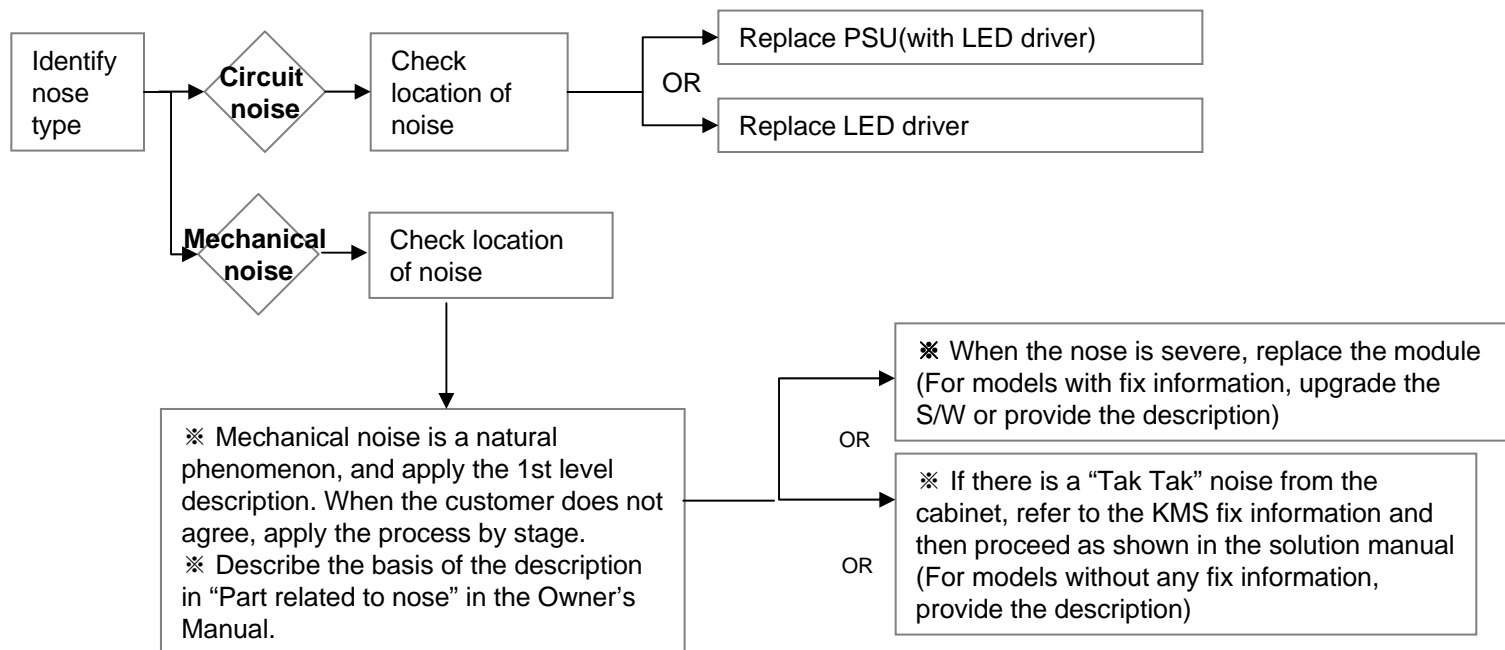 Identify
nose
type
Circuit
noise
Check
location of
noise
Replace PSU(with LED driver)
OR
Replace LED driver
Mechanical
noise
Check location
of noise
※ Mechanical noise is a natural
phenomenon, and apply the 1st level
description. When the customer does not
agree, apply the process by stage.
※ Describe the basis of the description
in “Part related to nose” in the Owner’s
Manual.
※ When the nose is severe, replace the module
(For models with fix information, upgrade the
S/W or provide the description)
OR
※ If there is a “Tak Tak” noise from the
cabinet, refer to the KMS fix information and
then proceed as shown in the solution manual
(For models without any fix information,
provide the description)
OR